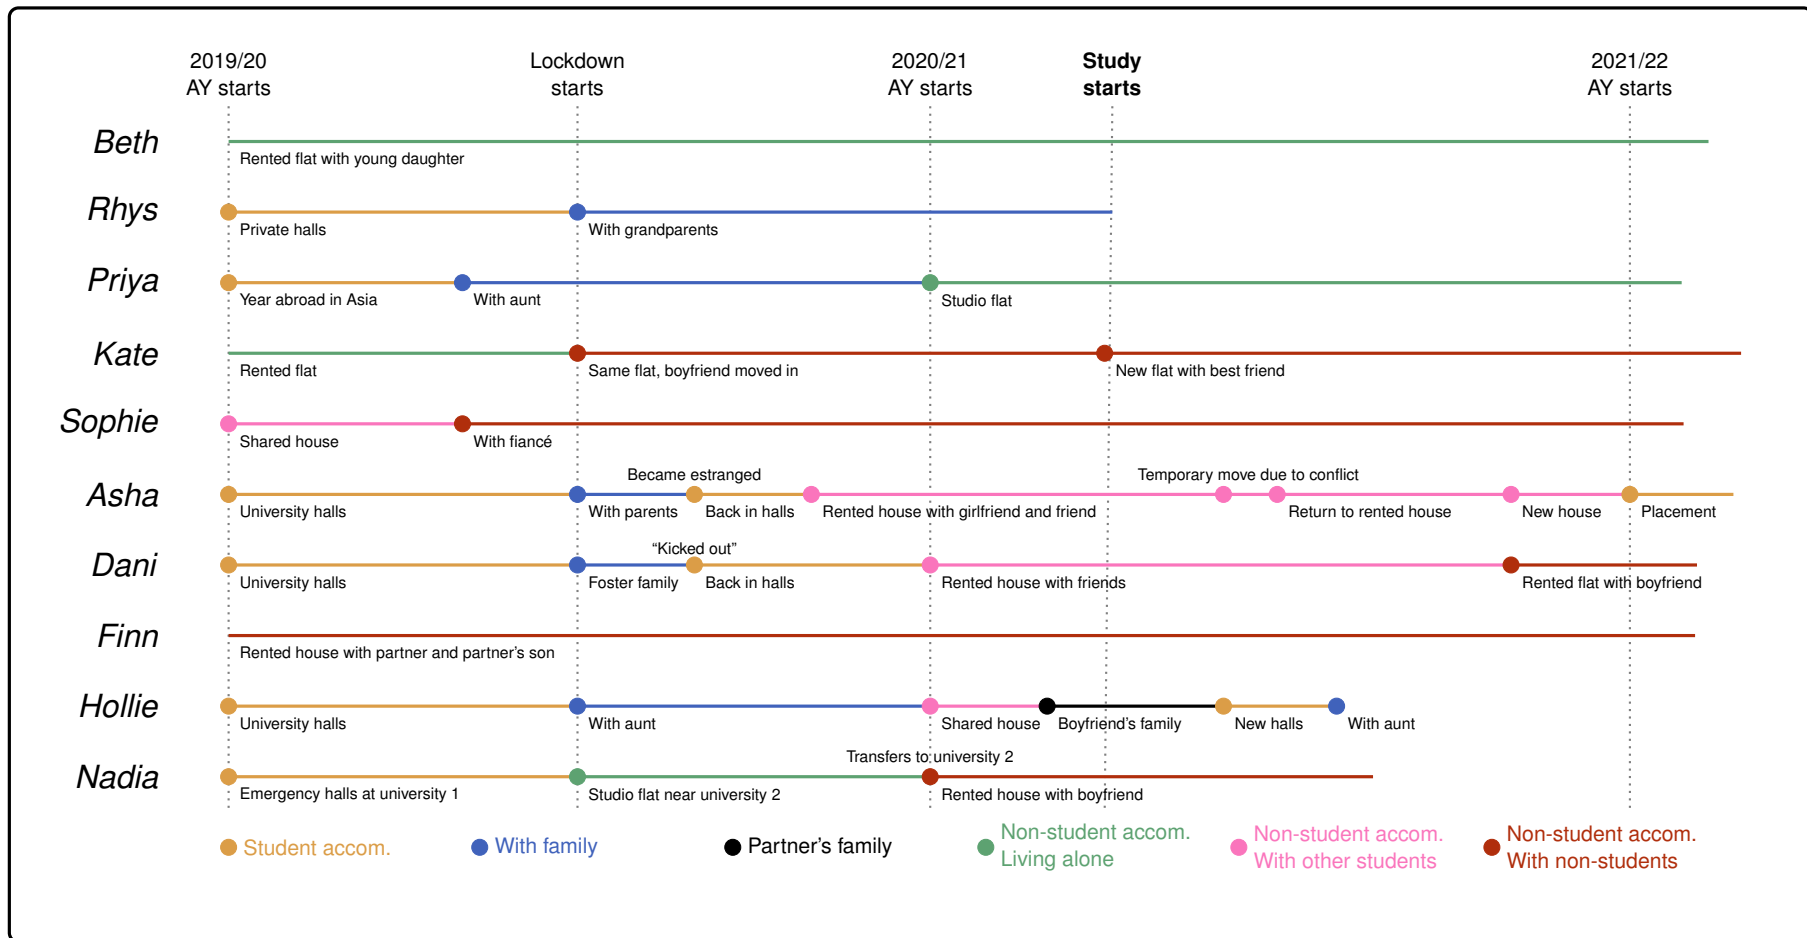 2019/20
AY starts
Lockdown
starts
2020/21
AY starts
Study
starts
2021/22
AY starts
Beth
Rented flat with young daughter
Rhys
Private halls
With grandparents
Priya
Year abroad in Asia
With aunt
Studio flat
Kate
Rented flat
Same flat, boyfriend moved in
New flat with best friend
Sophie
Shared house
With fiancé
Became estranged
Temporary move due to conflict
Asha
University halls
With parents
Back in halls
Rented house with girlfriend and friend
Return to rented house
New house
Placement
“Kicked out”
Dani
University halls
Foster family
Back in halls
Rented house with friends
Rented flat with boyfriend
Finn
Rented house with partner and partner’s son
Hollie
University halls
With aunt
Shared house
Boyfriend’s family
New halls
With aunt
Transfers to university 2
Nadia
Emergency halls at university 1
Studio flat near university 2
Rented house with boyfriend
Student accom.
With family
Partner’s family
Non-student accom.
Living alone
Non-student accom.
With other students
Non-student accom.
With non-students